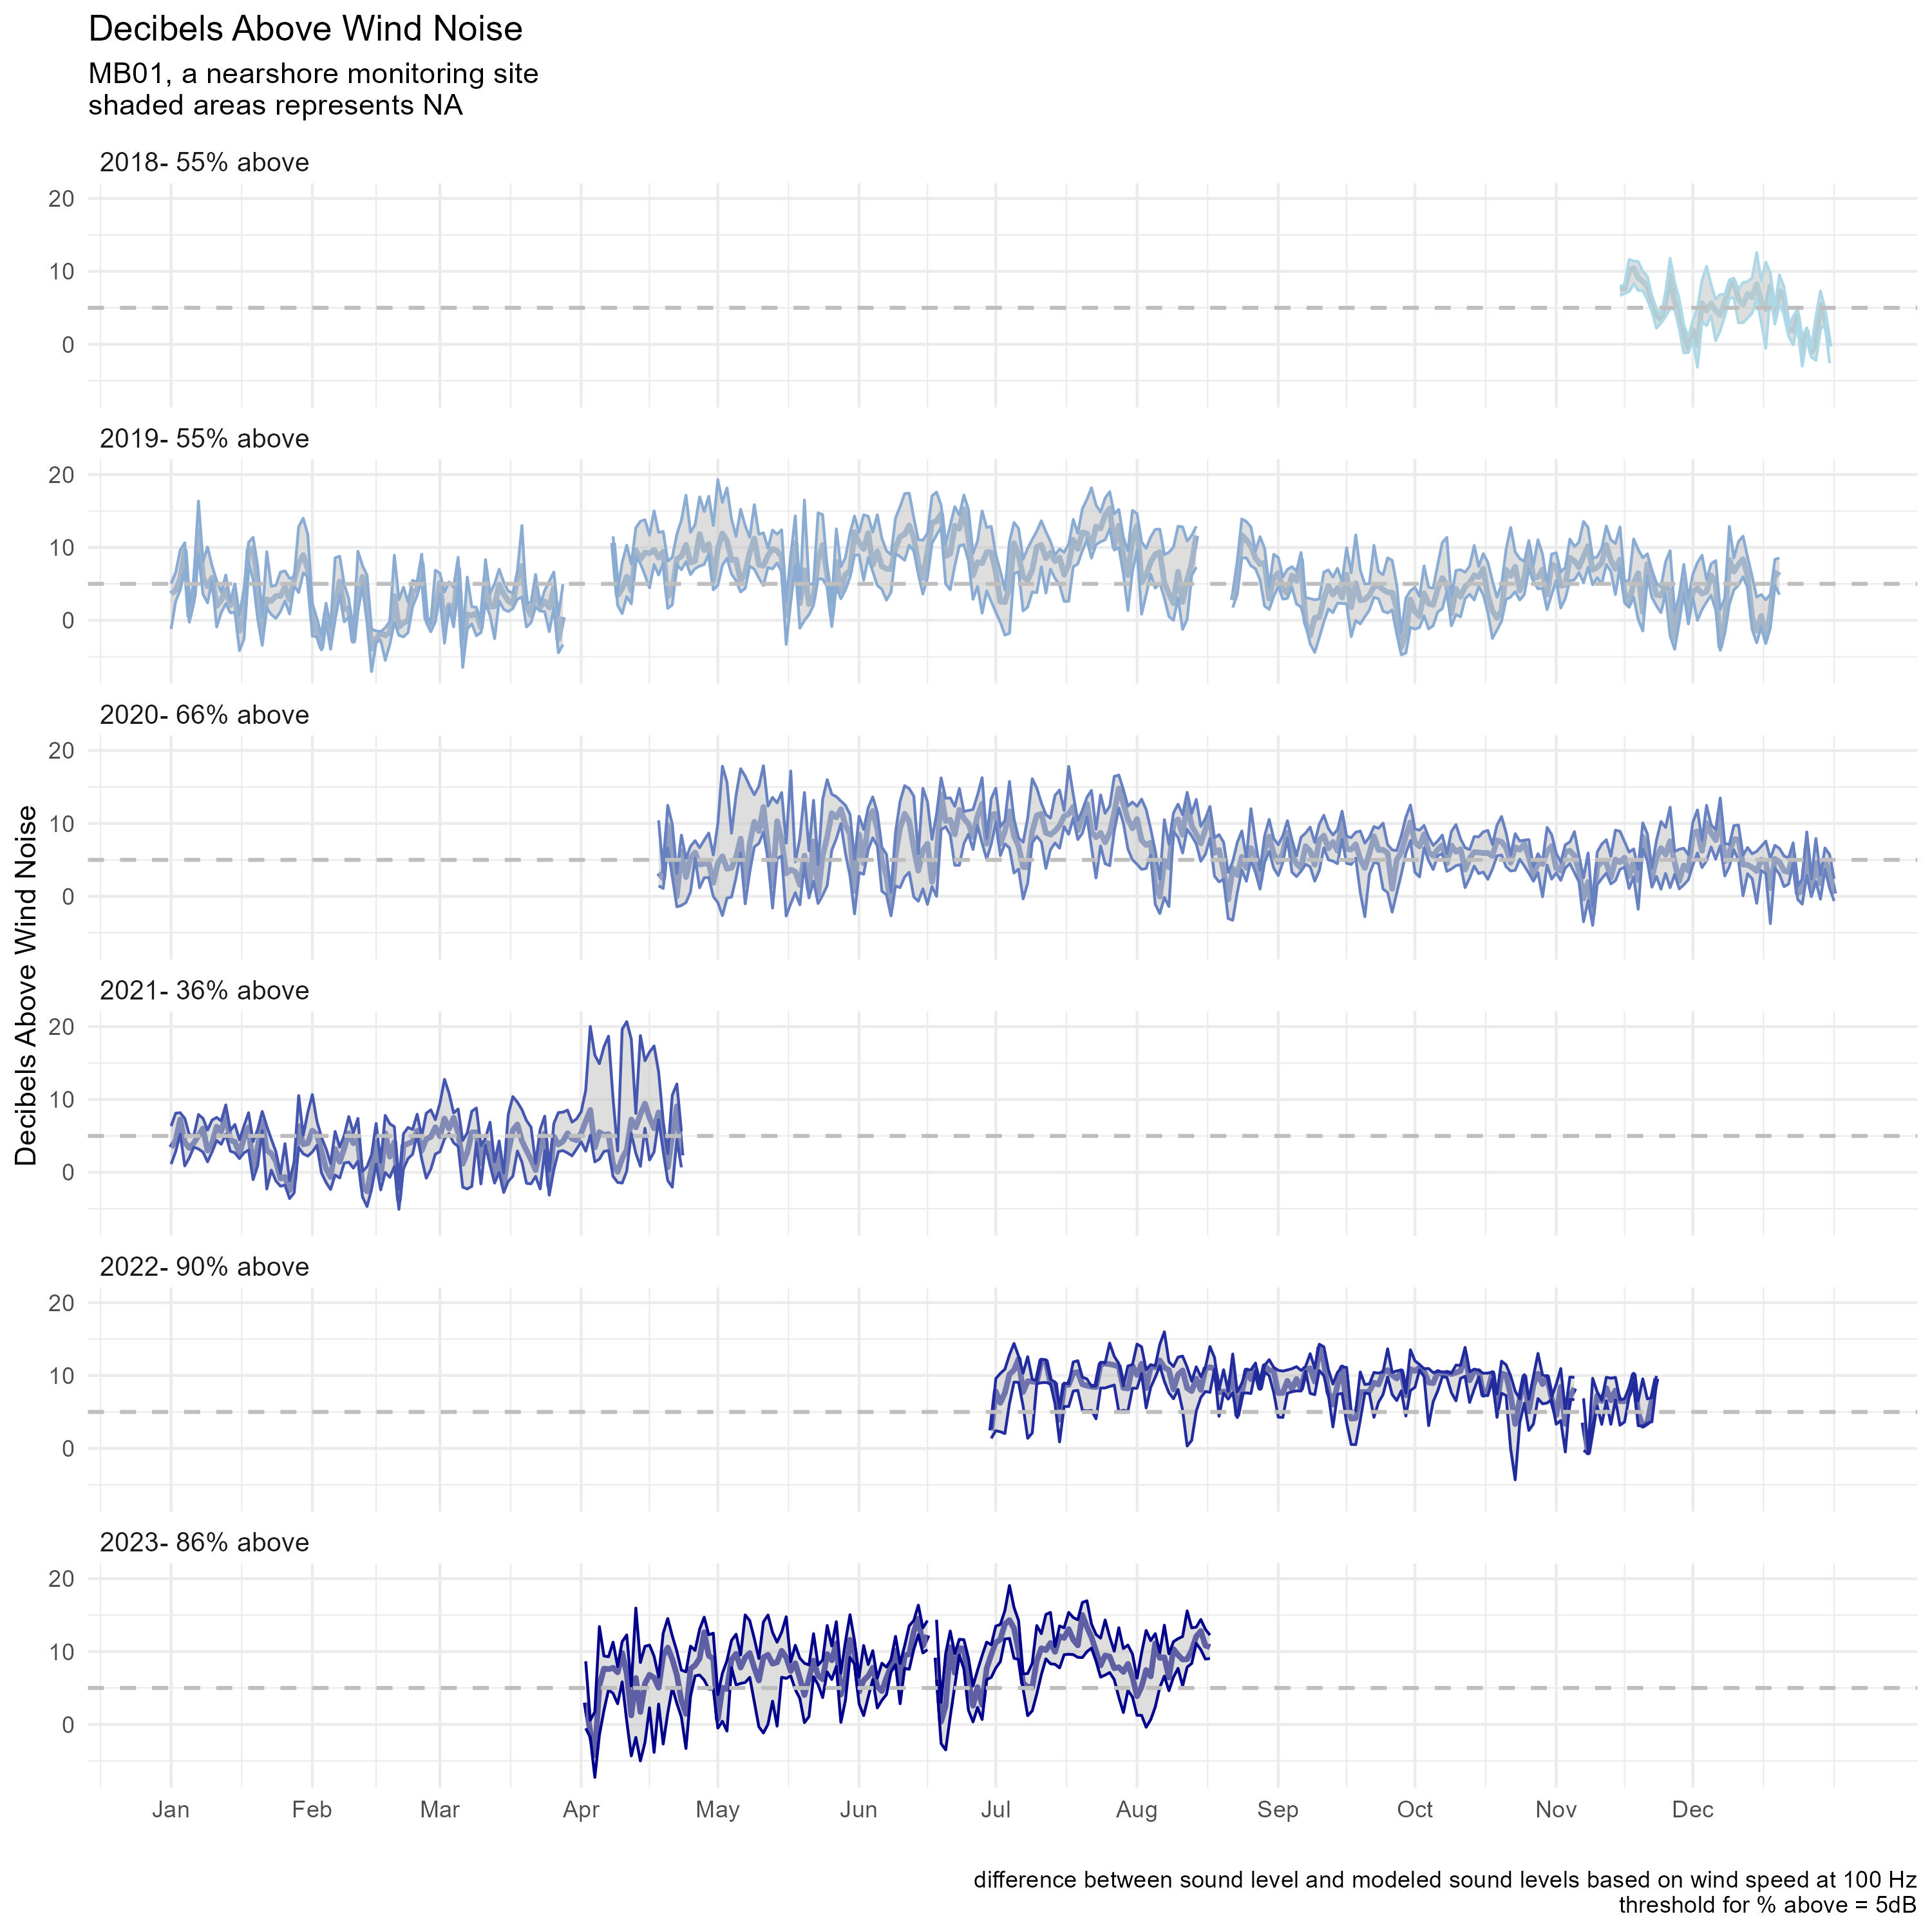 Decibels Above Wind Noise
MB01, a nearshore monitoring site
shaded areas represents NA
2018- 55% above
20
10
0
2019- 55% above
20
10
0
2020- 66% above
20
10
0
Decibels Above Wind Noise
2021- 36% above
20
10
0
2022- 90% above
20
10
0
2023- 86% above
20
10
0
Jan Feb Mar Apr May Jun Jul Aug Sep Oct Nov Dec
difference between sound level and modeled sound levels based on wind speed at 100 Hz
threshold for % above = 5dB